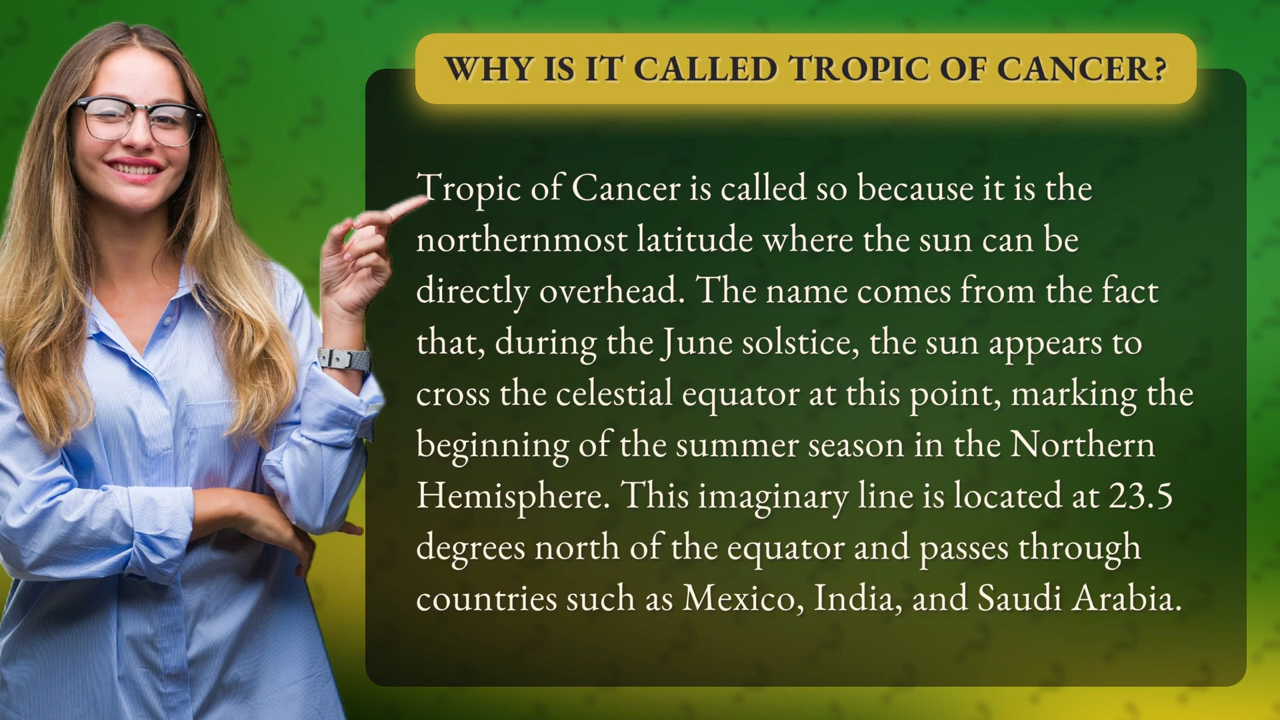 WHY IS IT CALLED TROPIC OF CANCER?
Tropic of Cancer is called so because it is the
northernmost latitude where the sun can be
directly overhead. The name comes from the fact
that, during the June solstice, the sun appears to
cross the celestial equator at this point, marking the
beginning of the summer season in the Northern
Hemisphere. This imaginary line is located at 23.5
degrees north of the equator and passes through
countries such as Mexico, India, and Saudi Arabia.